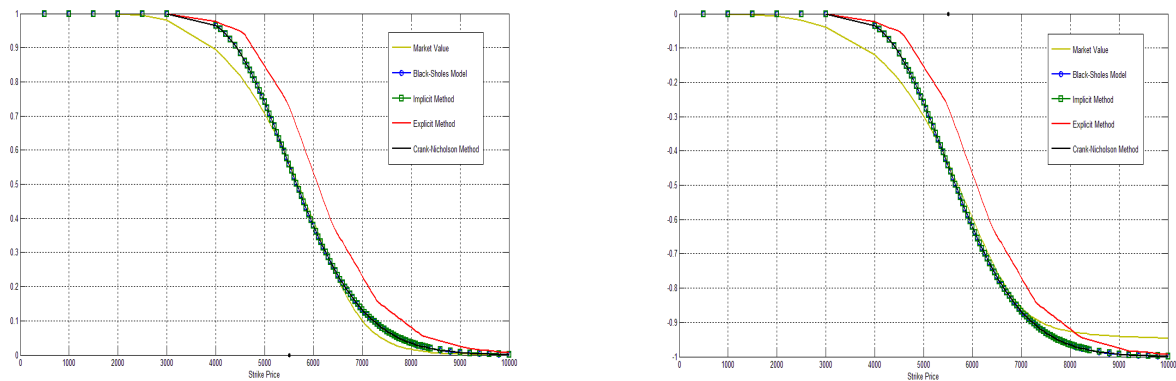 1
0.9
0.8
0.7
0.6
0.5
0.4
0.3
0.2
0.1
0
0 1000 2000 3000 4000 5000 6000 7000 8000 9000 10000
Strike Price
Market Value
Black-Sholes Model
Implicit Method
Explicit Method
Crank-Nicholson Method
0
-0.1
-0.2
-0.3
-0.4
-0.5
-0.6
-0.7
-0.8
-0.9
-1
0 1000 2000 3000 4000 5000 6000 7000 8000 9000 10000
Strike Price
Market Value
Black-Sholes Model
Implicit Method
Explicit Method
Crank-Nicholson Method